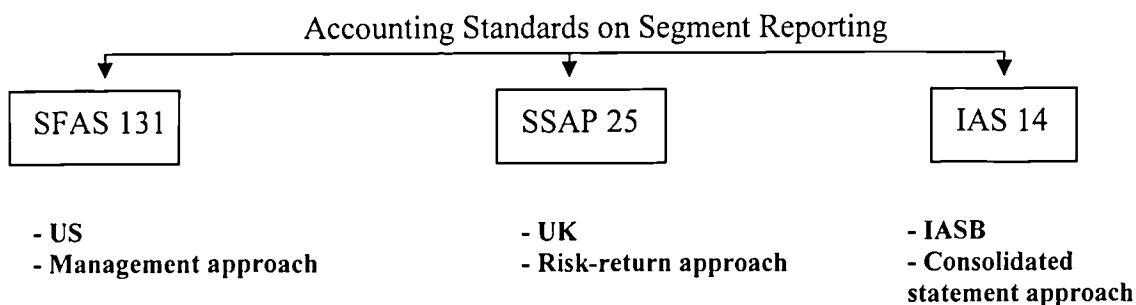 Accounting Standards on Segment Reporting
SFAS 131
SSAP 25
IAS 14
- US
- Management approach
- UK
- Risk-return approach
- IASB
- Consolidated
statement approach